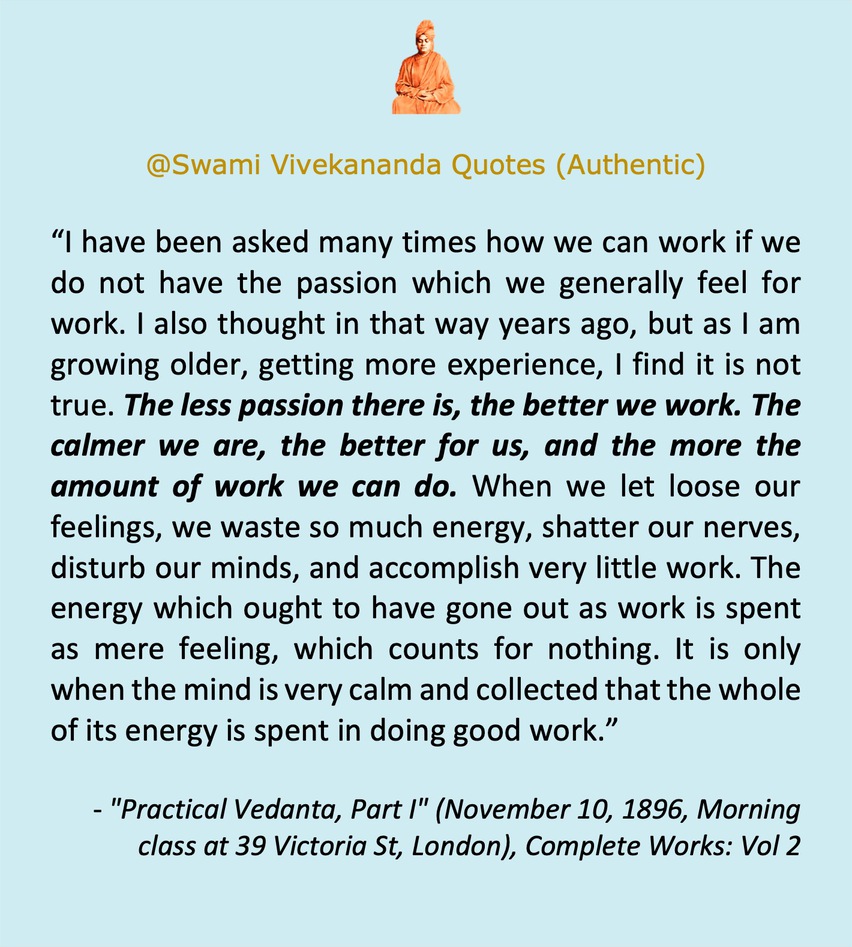 @Swami Vivekananda Quotes (Authentic)
“I have been asked many times how we can work if we
do not have the passion which we generally feel for
work. I also thought in that way years ago, but as I am
growing older, getting more experience, I find it is not
true. The less passion there is, the better we work. The
calmer we are, the better for us, and the more the
amount of work we can do. When we let loose our
feelings, we waste so much energy, shatter our nerves,
disturb our minds, and accomplish very little work. The
energy which ought to have gone out as work is spent
as mere feeling, which counts for nothing. It is only
when the mind is very calm and collected that the whole
of its energy is spent in doing good work.”
- "Practical Vedanta, Part I" (November 10, 1896, Morning
class at 39 Victoria St, London), Complete Works: Vol 2